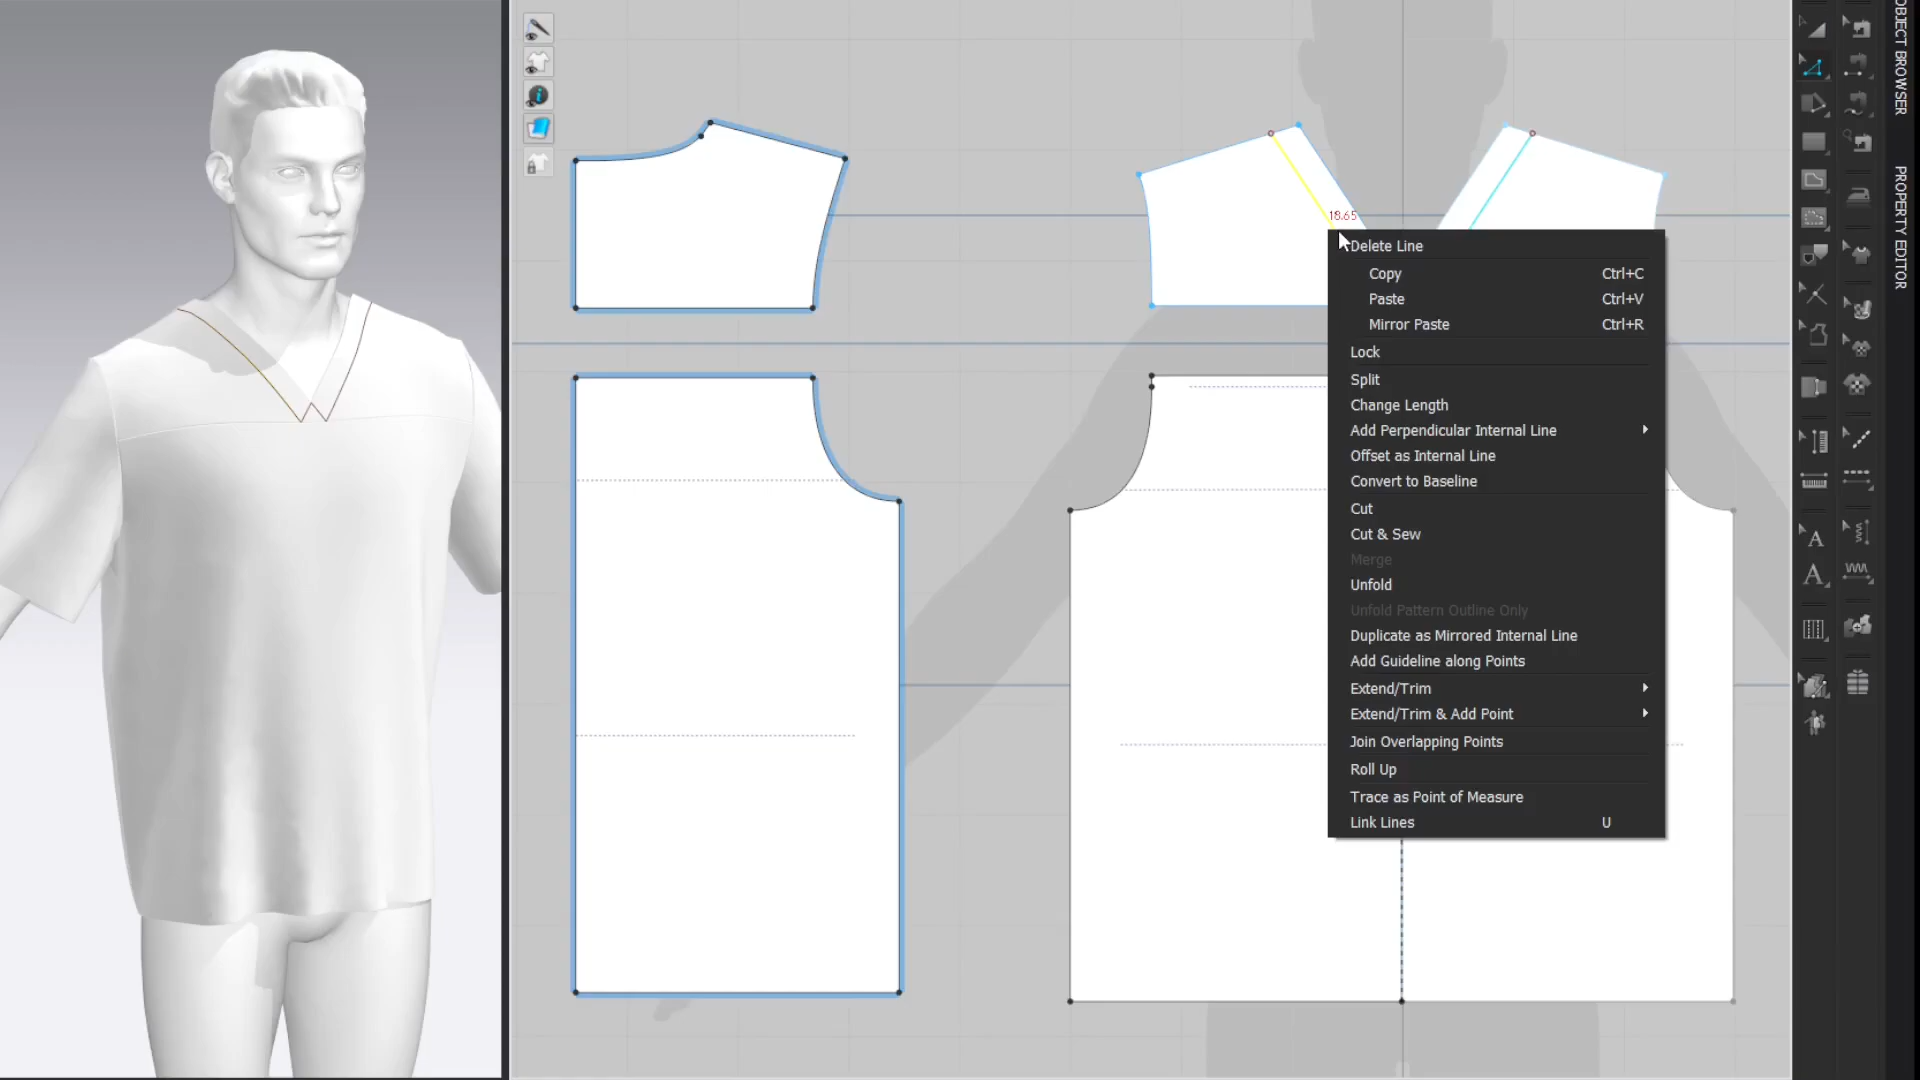 OBJECT BROWSER
PROPERTY EDITOR
18.65
Delete Line
Copy Ctrl+C
Paste Ctrl+V
Mirror Paste Ctrl+R
Lock
Split
Change Length
Add Perpendicular Internal Line
Offset as Internal Line
Convert to Baseline
Cut
Cut & Sew
Merge
Unfold
Unfold Pattern Outline Only
Duplicate as Mirrored Internal Line
Add Guideline along Points
Extend/Trim
Extend/Trim & Add Point
Join Overlapping Points
Roll Up
Trace as Point of Measure
Link Lines U